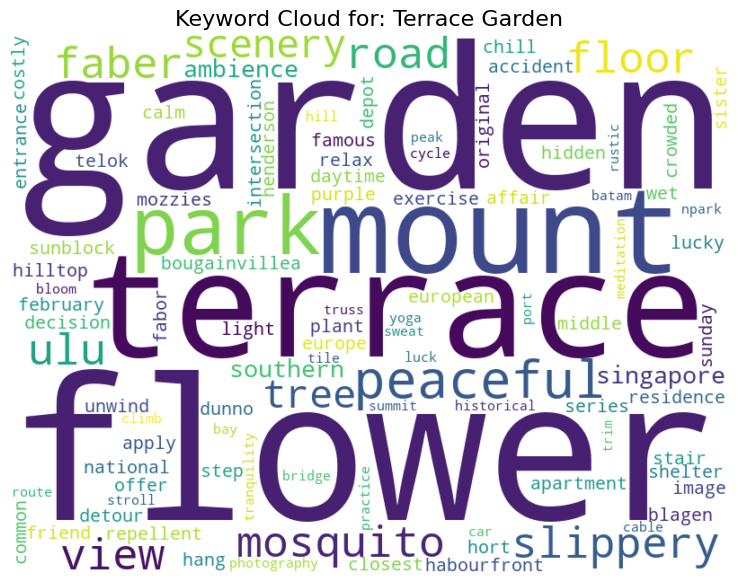 Keyword Cloud for: Terrace Garden
costly
entrance
faber
scenery
ambience
road
chill
accident
floor
sister
garden
calm
telok
mozzies
intersection
henderson
hill
famous
relax
daytime
purple
depot
peak
cycle
original
exercise
affair
hidden
rustic
crowded
batam
wet
npark
lucky
park
mount
sunblock
hilltop
bloom
february
decision
ulu
bougainvillea
fabor
terrace
light
truss
plant
europe
tile
european
yoga
sweat
luck
port
middle
meditation
sunday
southern
tree
peaceful
singapore
residence
series
summit
historical
unwind
climb
dunno
apply
bay
flower
national
offer
stroll
detour
step
tranquility
bridge
practice
trim
apartment
stair
shelter
image
blagen
route
common
friend
repellent
view
hang
photography
mosquito
closest
car
hort
habourfront
cable
slippery